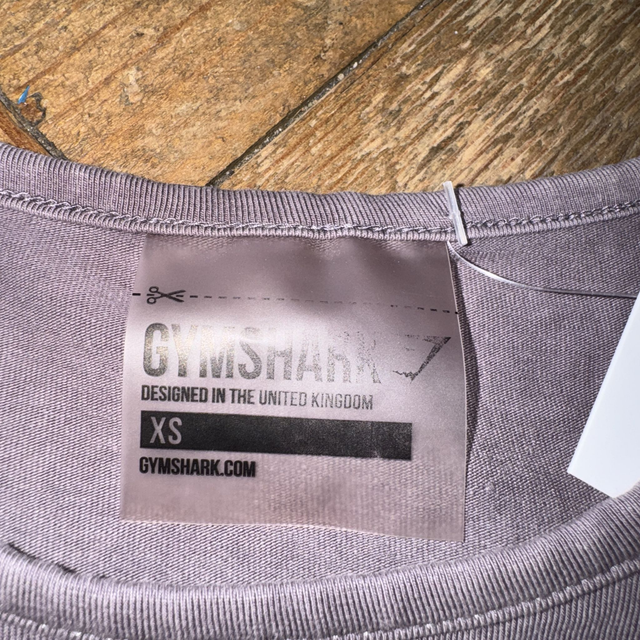 GYMSHARK
DESIGNED IN THE UNITED KINGDOM
XS
GYMSHARK.COM